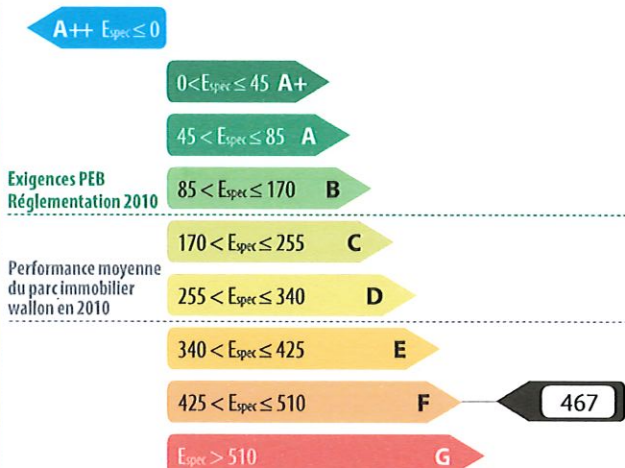 A++ Espec ≤ 0
0 < Espec ≤ 45 A+
45 < Espec ≤ 85 A
Exigences PEB
Réglementation 2010
85 < Espec ≤ 170 B
170 < Espec ≤ 255 C
Performance moyenne
du parc immobilier
wallon en 2010
255 < Espec ≤ 340 D
340 < Espec ≤ 425 E
425 < Espec ≤ 510 F 467
Espec > 510 G